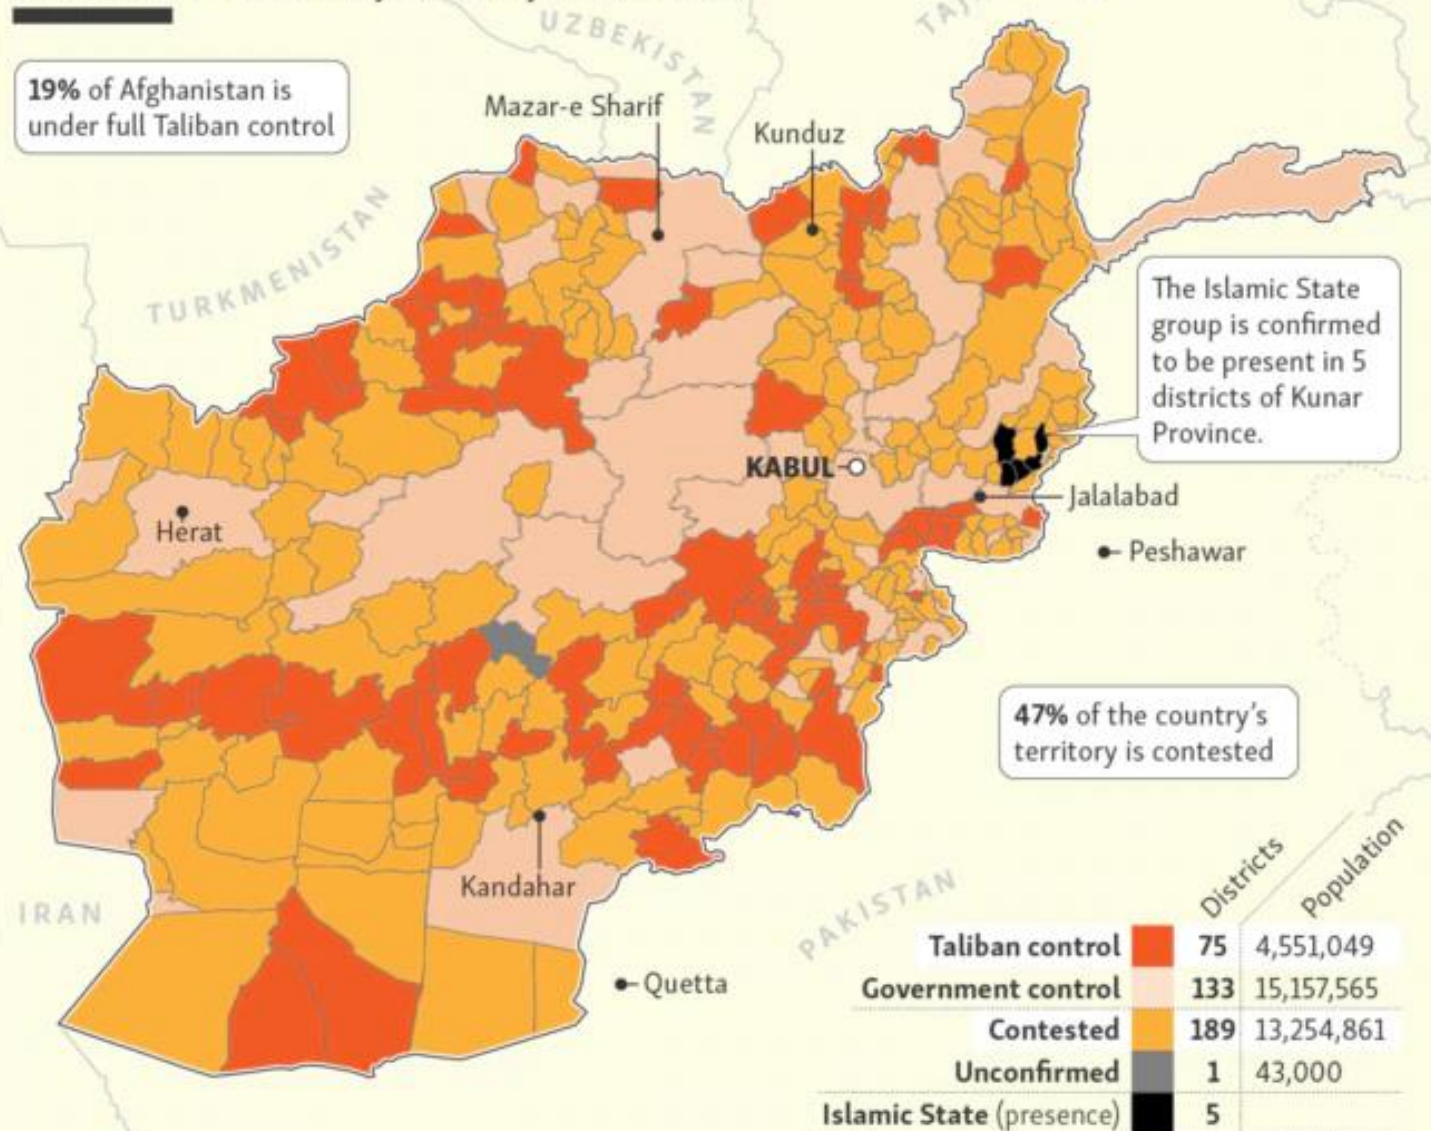 19% of Afghanistan is
under full Taliban control
UZBEKISTAN
Mazar-e Sharif
Kunduz
TURKMENISTAN
The Islamic State
group is confirmed
to be present in 5
districts of Kunar
Province.
KABUL
Jalalabad
Herat
Peshawar
47% of the country's
territory is contested
Kandahar
IRAN
PAKISTAN
Quetta
Districts Population
Taliban control 75 4,551,049
Government control 133 15,157,565
Contested 189 13,254,861
Unconfirmed 1 43,000
Islamic State (presence) 5